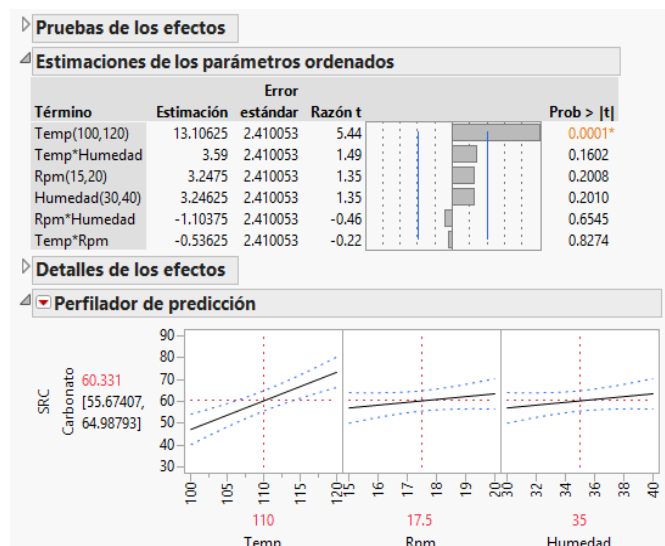 Pruebas de los efectos
Estimaciones de los parámetros ordenados
Error
Término Estimación estándar Razón t Prob > |t|
Temp(100,120) 13.10625 2.410053 5.44 0.0001*
Temp*Humedad 3.59 2.410053 1.49 0.1602
Rpm(15,20) 3.2475 2.410053 1.35 0.2008
Humedad(30,40) 3.24625 2.410053 1.35 0.2010
Rpm*Humedad -1.10375 2.410053 -0.46 0.6545
Temp*Rpm -0.53625 2.410053 -0.22 0.8274
Detalles de los efectos
Perfilador de predicción
SRC
Carbonato
60.331
[55.67407,
64.98793]
90
80
70
60
50
40
30
100 105 110 115 120 15 16 17 18 19 20 30 32 34 36 38 40
110 17.5 35
Temp Rpm Humedad